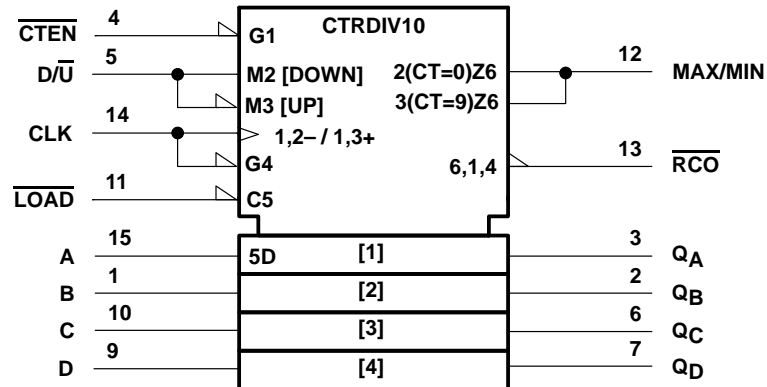 CTEN 4 G1 CTRDIV10
D/U 5 M2 [DOWN] 2(CT=0)Z6 12 MAX/MIN
M3 [UP] 3(CT=9)Z6
CLK 14 1,2– / 1,3+
G4 6,1,4 13 RCO
LOAD 11 C5
A 15 5D [1] 3 QA
B 1 [2] 2 QB
C 10 [3] 6 QC
D 9 [4] 7 QD